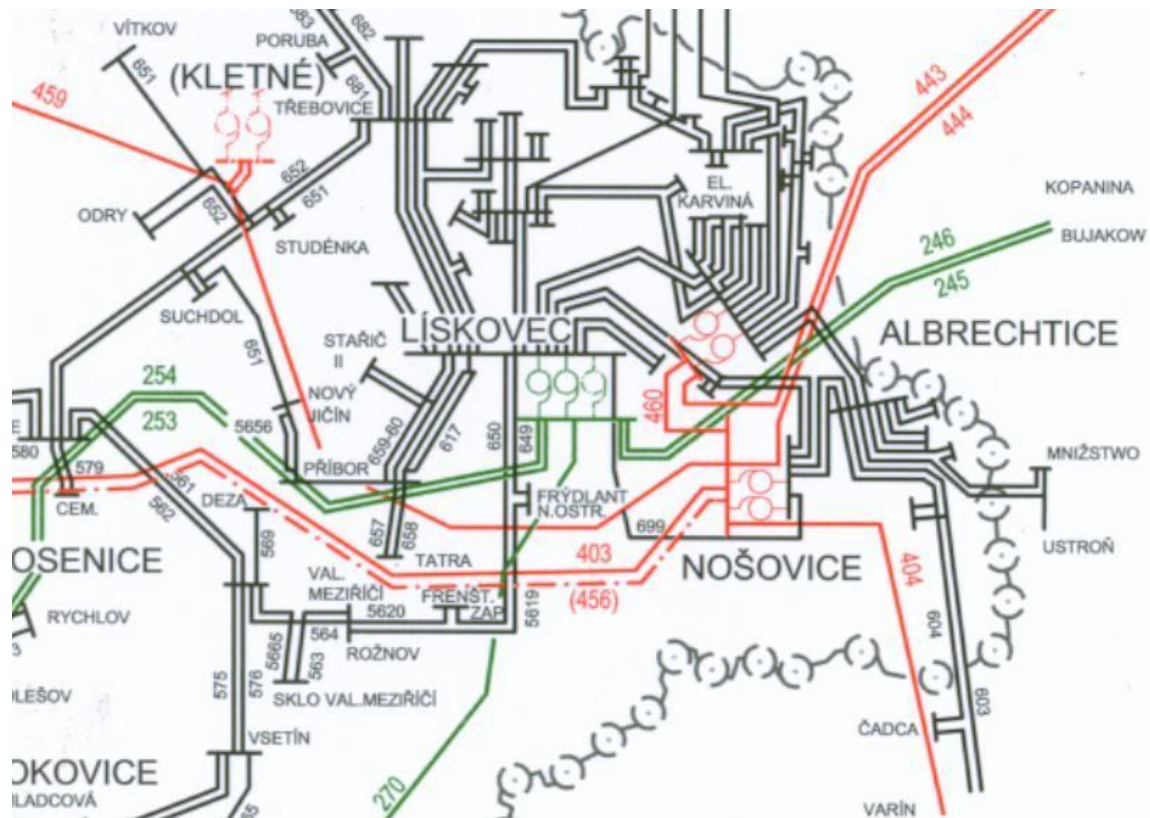 VÍTKOV
683
682
PORUBA
(KLETNÉ)
651
681
459
TŘEBOVICE
443
444
652
651
EL.
KARVINÁ
KOPANINA
ODRY
652
STUDÉNKA
246
BUJAKOW
245
SUCHDOL
LÍSKOVEC
ALBRECHTICE
STAŘIČ
II
651
254
NOVÝ
JIČÍN
460
253
5656
659-60
617
650
649
580
579
561
562
PŘÍBOR
MNIŽSTWO
DEZA
CEM.
FRÝDLANT
N.OSTR.
699
657
658
569
TATRA
403
USTROŇ
OSENICE
NOŠOVICE
404
VAL.
MEZIŘÍČÍ
FRENŠT.
ZAP.
(456)
5619
RYCHLOV
5620
564
604
5665
563
ROŽNOV
575
576
OLEŠOV
SKLO VAL.MEZIŘÍČÍ
603
ČADCA
VSETÍN
OKOVICE
HLADCOVÁ
270
VARÍN